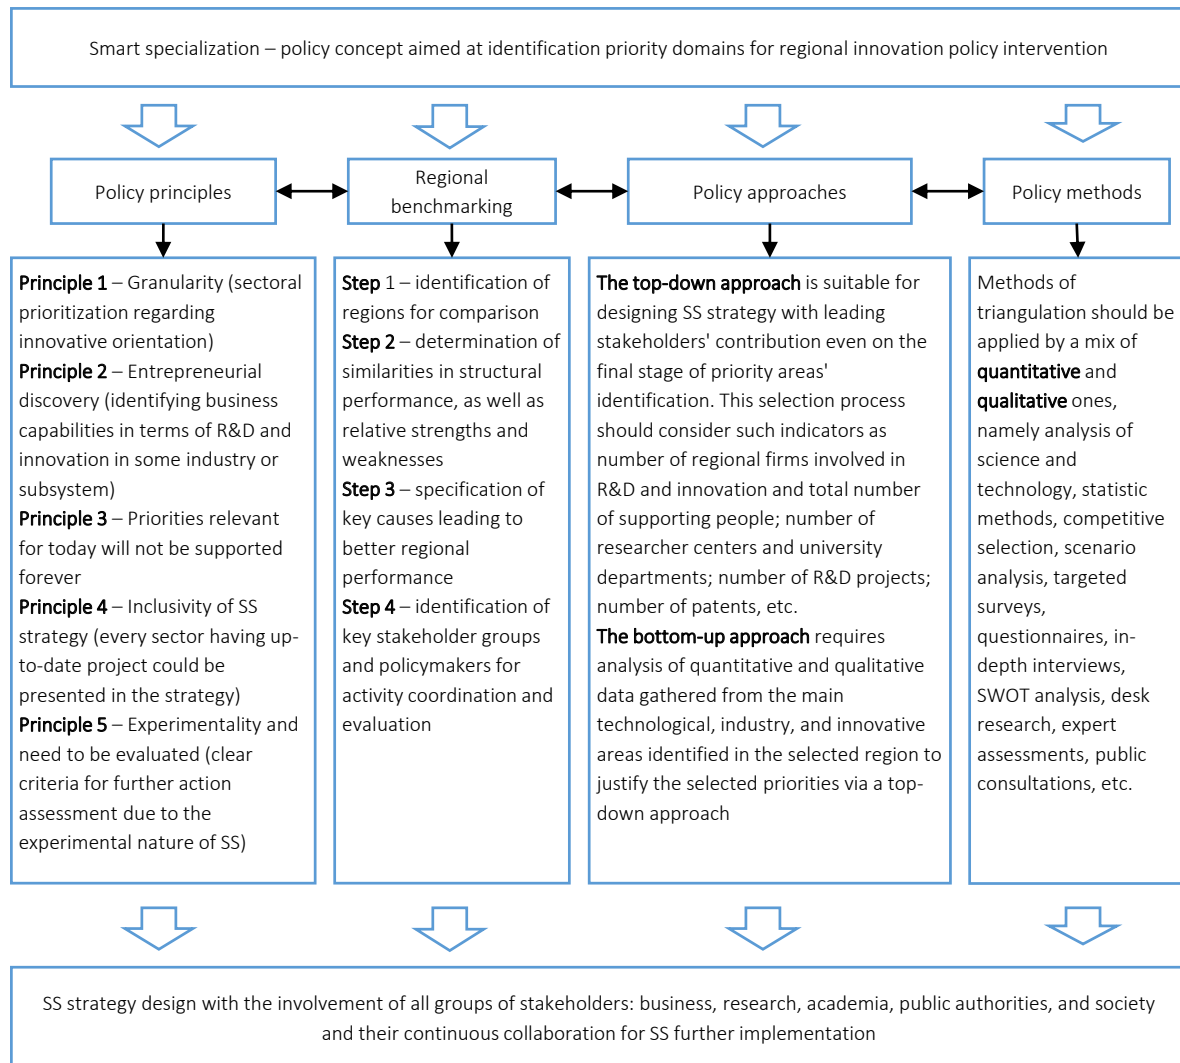 Smart specialization – policy concept aimed at identification priority domains for regional innovation policy intervention
Policy principles
Regional
benchmarking
Policy approaches
Policy methods
Principle 1 – Granularity (sectoral
prioritization regarding
innovative orientation)
Principle 2 – Entrepreneurial
discovery (identifying business
capabilities in terms of R&D and
innovation in some industry or
subsystem)
Principle 3 – Priorities relevant
for today will not be supported
forever
Principle 4 – Inclusivity of SS
strategy (every sector having up-
to-date project could be
presented in the strategy)
Principle 5 – Experimentality and
need to be evaluated (clear
criteria for further action
assessment due to the
experimental nature of SS)
Step 1 – identification of
regions for comparison
Step 2 – determination of
similarities in structural
performance, as well as
relative strengths and
weaknesses
Step 3 – specification of
key causes leading to
better regional
performance
Step 4 – identification of
key stakeholder groups
and policymakers for
activity coordination and
evaluation
The top-down approach is suitable for
designing SS strategy with leading
stakeholders' contribution even on the
final stage of priority areas'
identification. This selection process
should consider such indicators as
number of regional firms involved in
R&D and innovation and total number
of supporting people; number of
researcher centers and university
departments; number of R&D projects;
number of patents, etc.
The bottom-up approach requires
analysis of quantitative and qualitative
data gathered from the main
technological, industry, and innovative
areas identified in the selected region to
justify the selected priorities via a top-
down approach
Methods of
triangulation should be
applied by a mix of
quantitative and
qualitative ones,
namely analysis of
science and
technology, statistic
methods, competitive
selection, scenario
analysis, targeted
surveys,
questionnaires, in-
depth interviews,
SWOT analysis, desk
research, expert
assessments, public
consultations, etc.
SS strategy design with the involvement of all groups of stakeholders: business, research, academia, public authorities, and society
and their continuous collaboration for SS further implementation